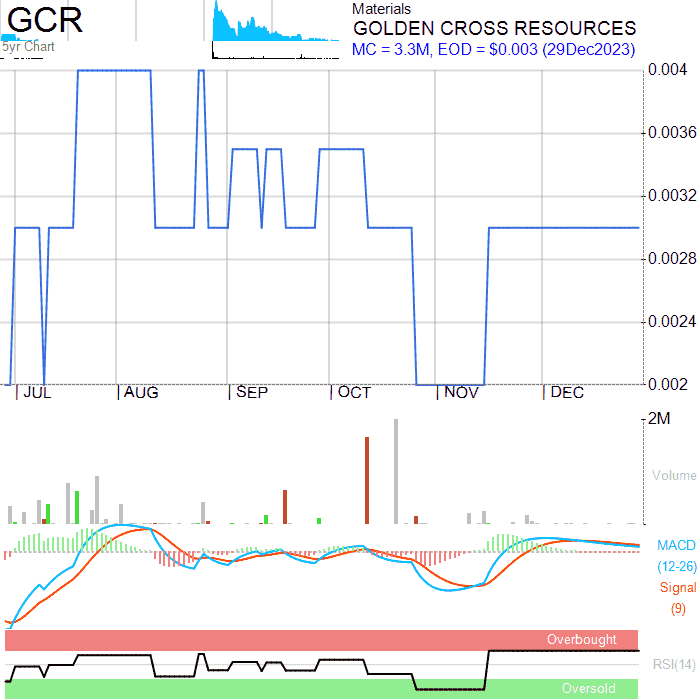 GCR
5yr Chart
Materials
GOLDEN CROSS RESOURCES
MC = 3.3M, EOD = $0.003 (29Dec2023)
0.004
0.0036
0.0032
0.0028
0.0024
0.002
JUL AUG SEP OCT NOV DEC
2M
Volume
MACD
(12-26)
Signal
(9)
Overbought
RSI(14)
Oversold